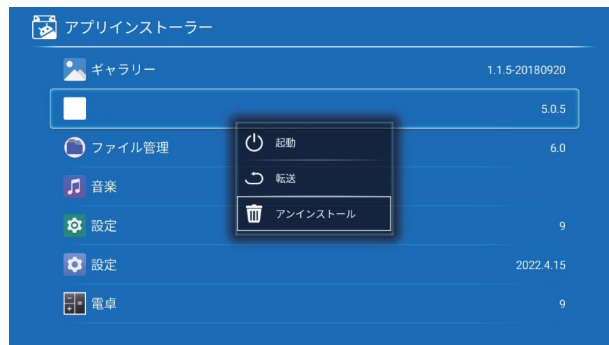 アプリインストーラー
ギャラリー 1.1.5-20180920
5.0.5
起動
ファイル管理 6.0
転送
音楽
アンインストール
設定 9
設定 2022.4.15
電卓 9